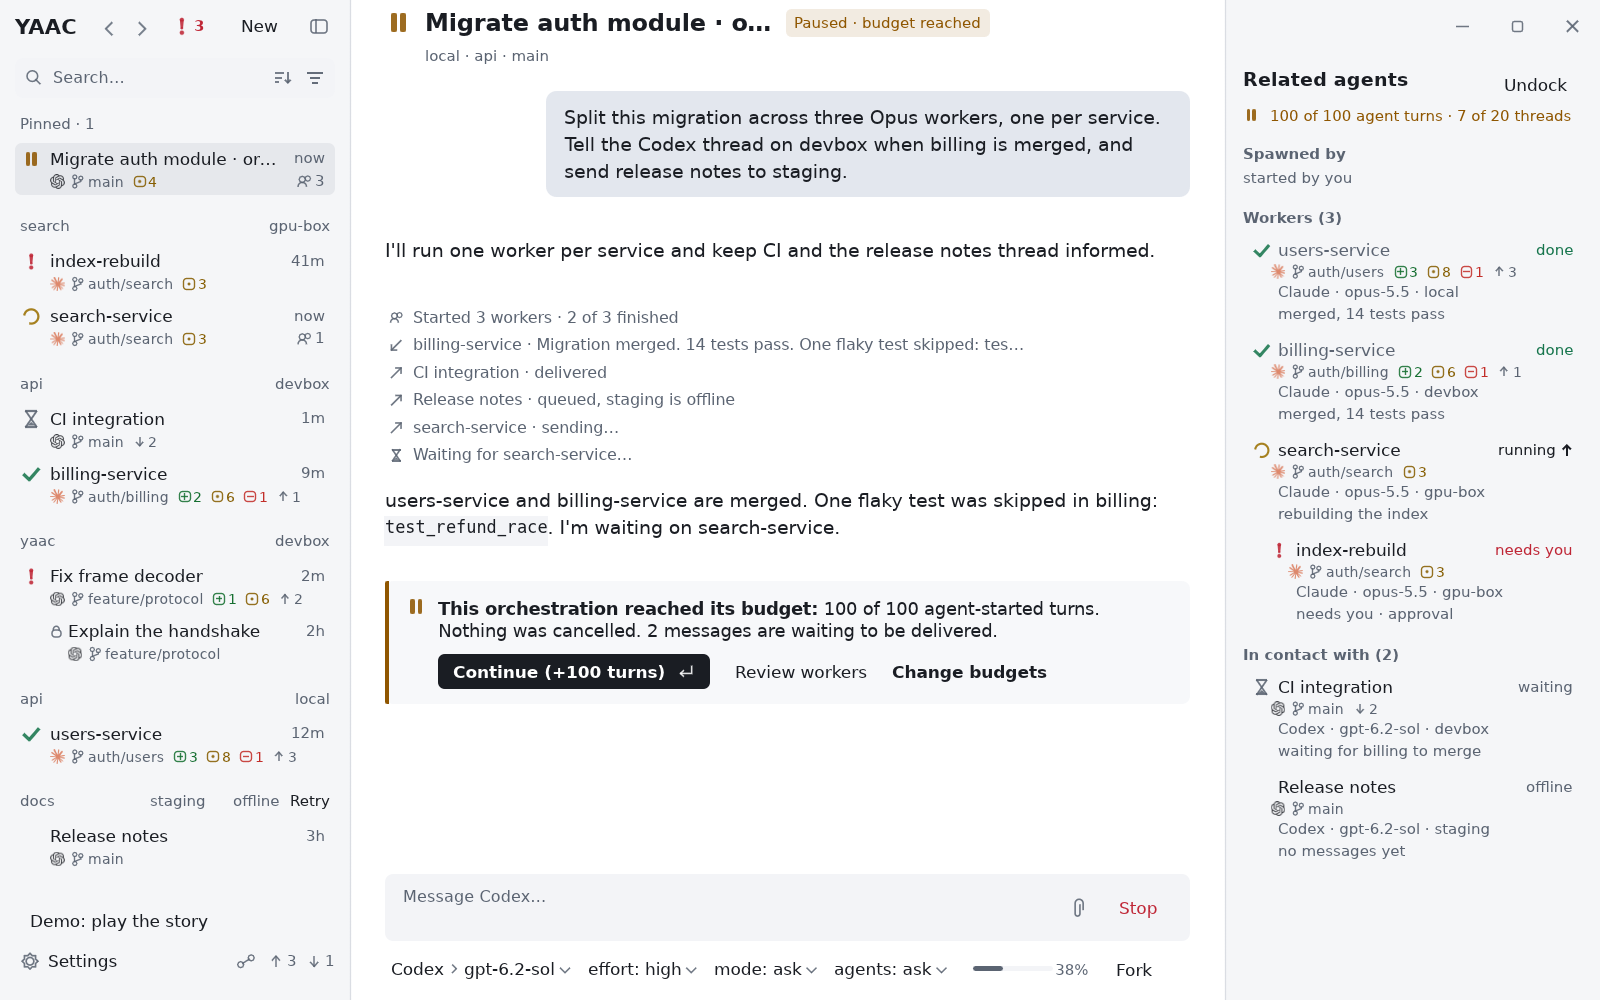 YAAC
3
New
Search…
Pinned · 1
Migrate auth module · or…
now
main
4
3
search
gpu-box
index-rebuild
41m
auth/search
3
search-service
now
auth/search
3
1
api
devbox
CI integration
1m
main
2
billing-service
9m
auth/billing
2
6
1
1
yaac
devbox
Fix frame decoder
2m
feature/protocol
1
6
2
Explain the handshake
2h
feature/protocol
api
local
users-service
12m
auth/users
3
8
1
3
docs
staging
offline
Retry
Release notes
3h
main
Demo: play the story
Settings
3
1
Migrate auth module · o…
Paused · budget reached
local · api · main
Split this migration across three Opus workers, one per service.
Tell the Codex thread on devbox when billing is merged, and
send release notes to staging.
I'll run one worker per service and keep CI and the release notes thread informed.
Started 3 workers · 2 of 3 finished
billing-service · Migration merged. 14 tests pass. One flaky test skipped: tes…
CI integration · delivered
Release notes · queued, staging is offline
search-service · sending…
Waiting for search-service…
users-service and billing-service are merged. One flaky test was skipped in billing:
test_refund_race. I'm waiting on search-service.
This orchestration reached its budget: 100 of 100 agent-started turns.
Nothing was cancelled. 2 messages are waiting to be delivered.
Continue (+100 turns)
Review workers
Change budgets
Message Codex…
Stop
Codex
gpt-6.2-sol
effort: high
mode: ask
agents: ask
38%
Fork
Related agents
Undock
100 of 100 agent turns · 7 of 20 threads
Spawned by
started by you
Workers (3)
users-service
done
auth/users
3
8
1
3
Claude · opus-5.5 · local
merged, 14 tests pass
billing-service
done
auth/billing
2
6
1
1
Claude · opus-5.5 · devbox
merged, 14 tests pass
search-service
running
auth/search
3
Claude · opus-5.5 · gpu-box
rebuilding the index
index-rebuild
needs you
auth/search
3
Claude · opus-5.5 · gpu-box
needs you · approval
In contact with (2)
CI integration
waiting
main
2
Codex · gpt-6.2-sol · devbox
waiting for billing to merge
Release notes
offline
main
Codex · gpt-6.2-sol · staging
no messages yet